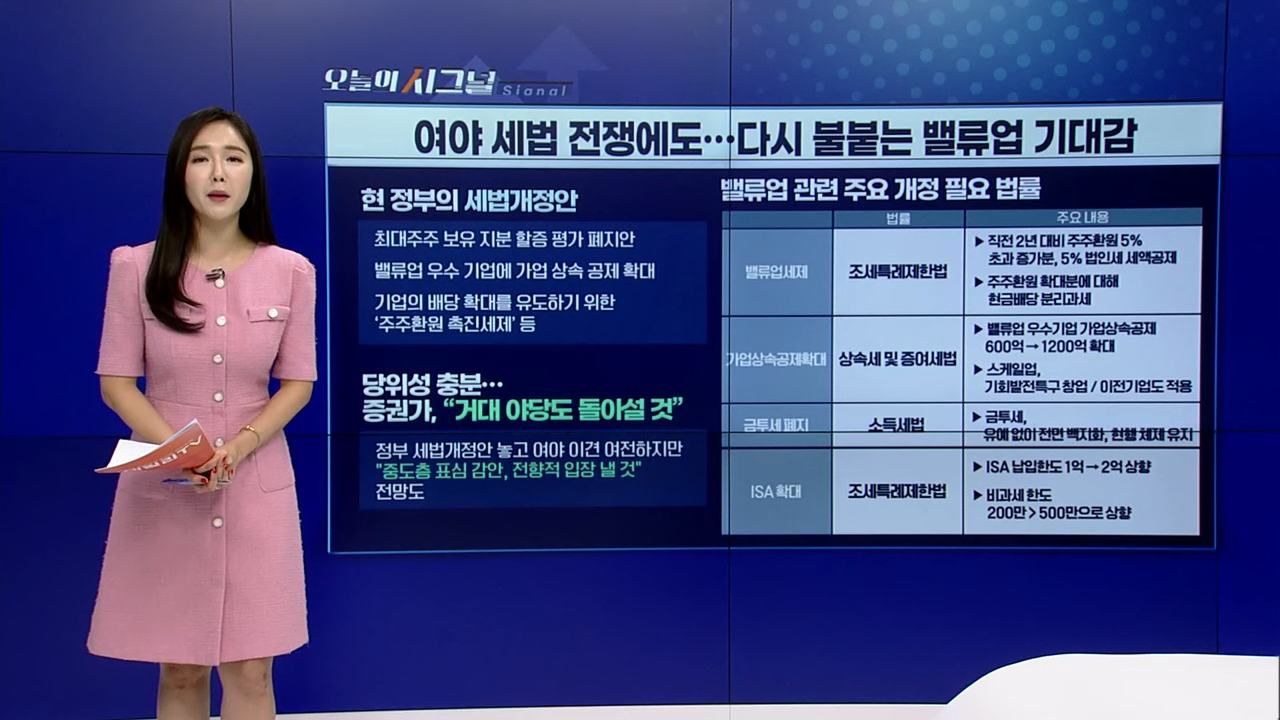 오늘의 시그널
Signal
여야 세법 전쟁에도…다시 불붙는 밸류업 기대감
현 정부의 세법개정안
최대주주 보유 지분 할증 평가 폐지안
밸류업 우수 기업에 가업 상속 공제 확대
기업의 배당 확대를 유도하기 위한
‘주주환원 촉진세제’ 등
당위성 충분…
증권가, “거대 야당도 돌아설 것”
정부 세법개정안 놓고 여야 이견 여전하지만
"중도층 표심 감안, 전향적 입장 낼 것"
전망도
밸류업 관련 주요 개정 필요 법률
법률 주요 내용
밸류업세제 조세특례제한법
▶ 직전 2년 대비 주주환원 5%
초과 증가분, 5% 법인세 세액공제
▶ 주주환원 확대분에 대해
현금배당 분리과세
가업상속공제확대 상속세 및 증여세법
▶ 밸류업 우수기업 가업상속공제
600억 → 1200억 확대
▶ 스케일업,
기회발전특구 창업 / 이전기업도 적용
금투세 폐지 소득세법
▶ 금투세,
유예 없이 전면 백지화, 현행 체제 유지
ISA 확대 조세특례제한법
▶ ISA 납입한도 1억 → 2억 상향
▶ 비과세 한도
200만 > 500만으로 상향